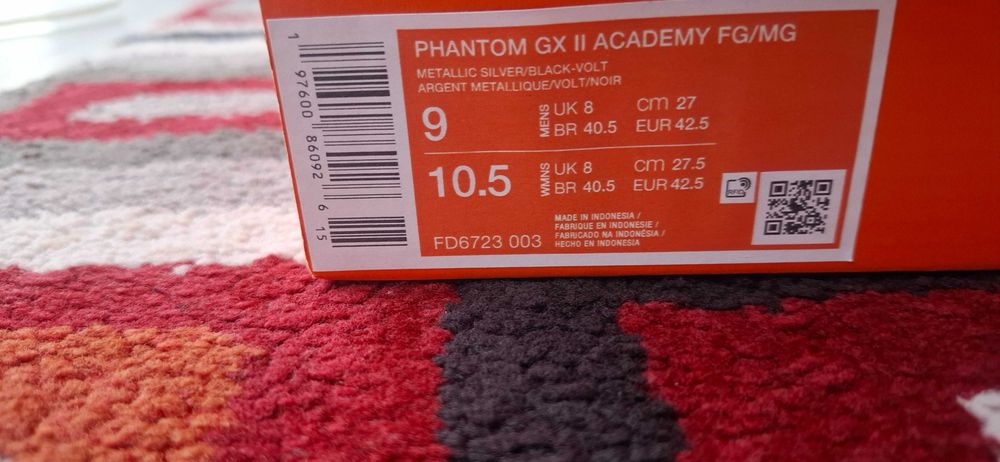 PHANTOM GX II ACADEMY FG/MG
METALLIC SILVER/BLACK-VOLT
ARGENT METALLIQUE/VOLT/NOIR
9 MENS UK 8 CM 27
BR 40.5 EUR 42.5
10.5 WMNS UK 8 CM 27.5
BR 40.5 EUR 42.5
RFID
MADE IN INDONESIA /
FABRIQUE EN INDONESIE /
FABRICADO NA INDONÉSIA /
HECHO EN INDONESIA
FD6723 003
1 97600 86092 6 15